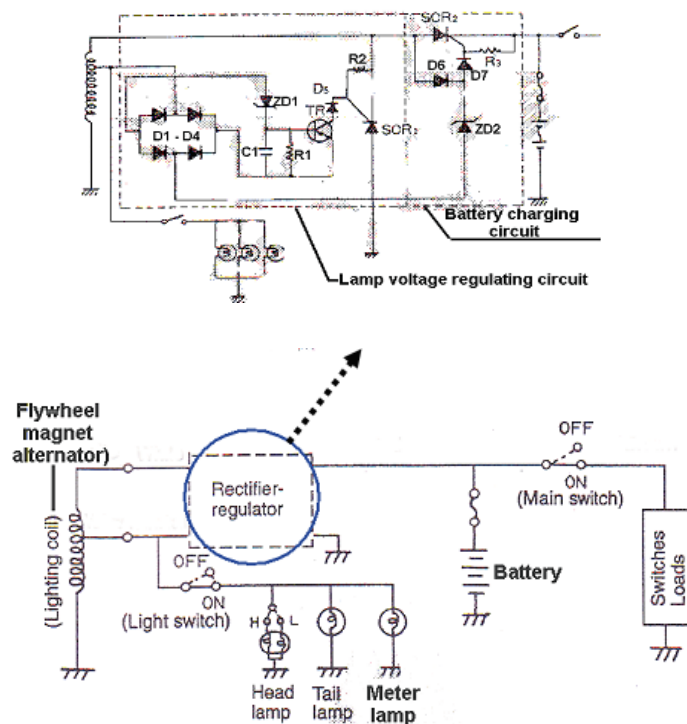 SCR2
R2
R3
D6
D7
D5
ZD1
TR
D1 - D4
C1
R1
SCR1
ZD2
Battery charging
circuit
Lamp voltage regulating circuit
Flywheel
magnet
alternator)
OFF
Rectifier-
regulator
ON
(Main switch)
(Lighting coil)
OFF
ON
(Light switch)
Battery
Switches
Loads
H
L
Head
lamp
Tail
lamp
Meter
lamp